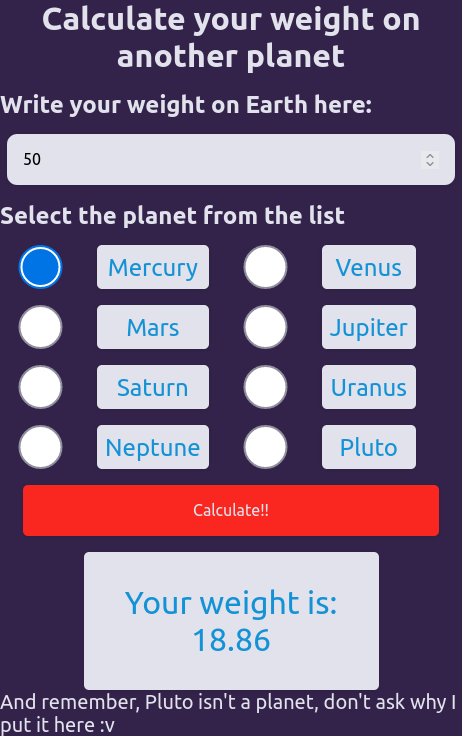 Calculate your weight on
another planet
Write your weight on Earth here:
50
Select the planet from the list
Mercury
Venus
Mars
Jupiter
Saturn
Uranus
Neptune
Pluto
Calculate!!
Your weight is:
18.86
And remember, Pluto isn't a planet, don't ask why I
put it here :v